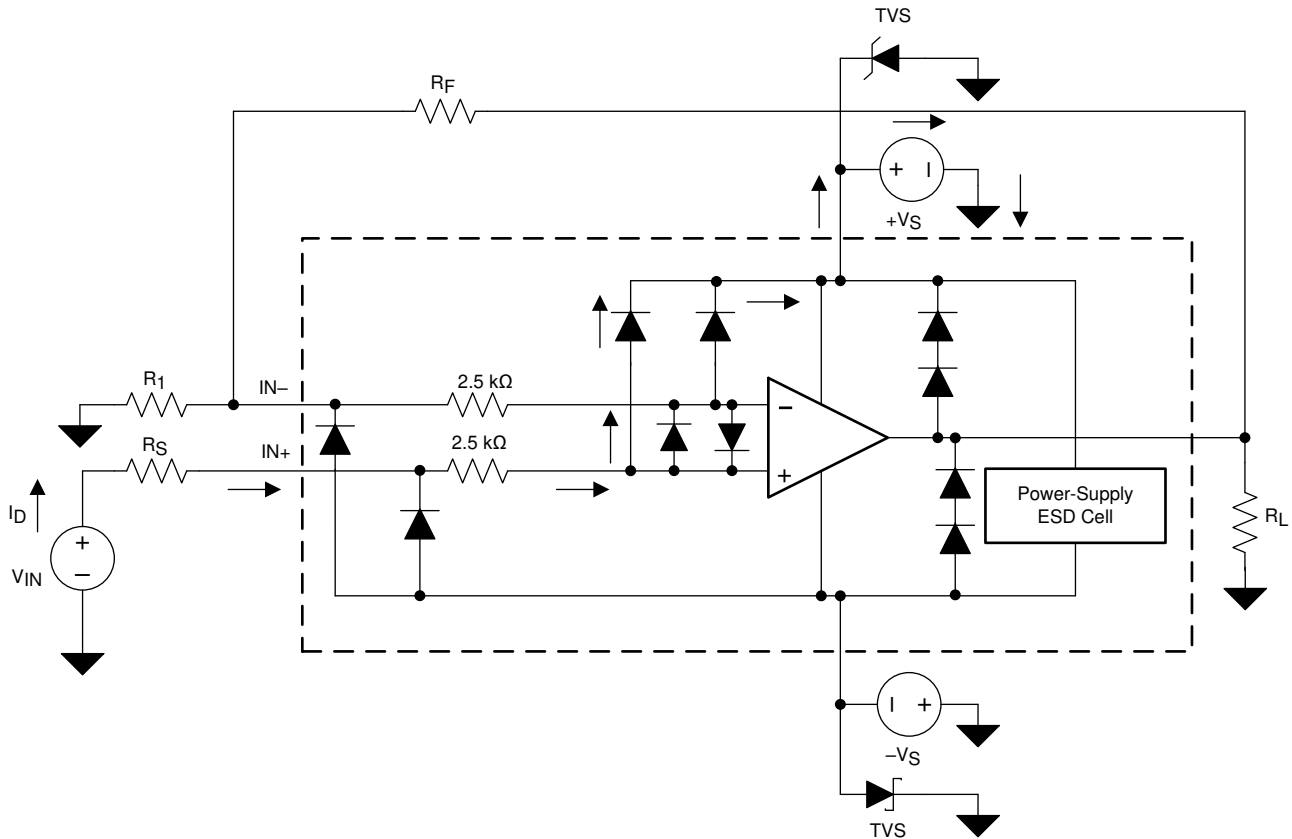 TVS
RF
+VS
R1
IN–
2.5 kΩ
RS
IN+
2.5 kΩ
–
+
ID
+
–
VIN
+ –
Power-Supply
ESD Cell
RL
– +
–VS
TVS